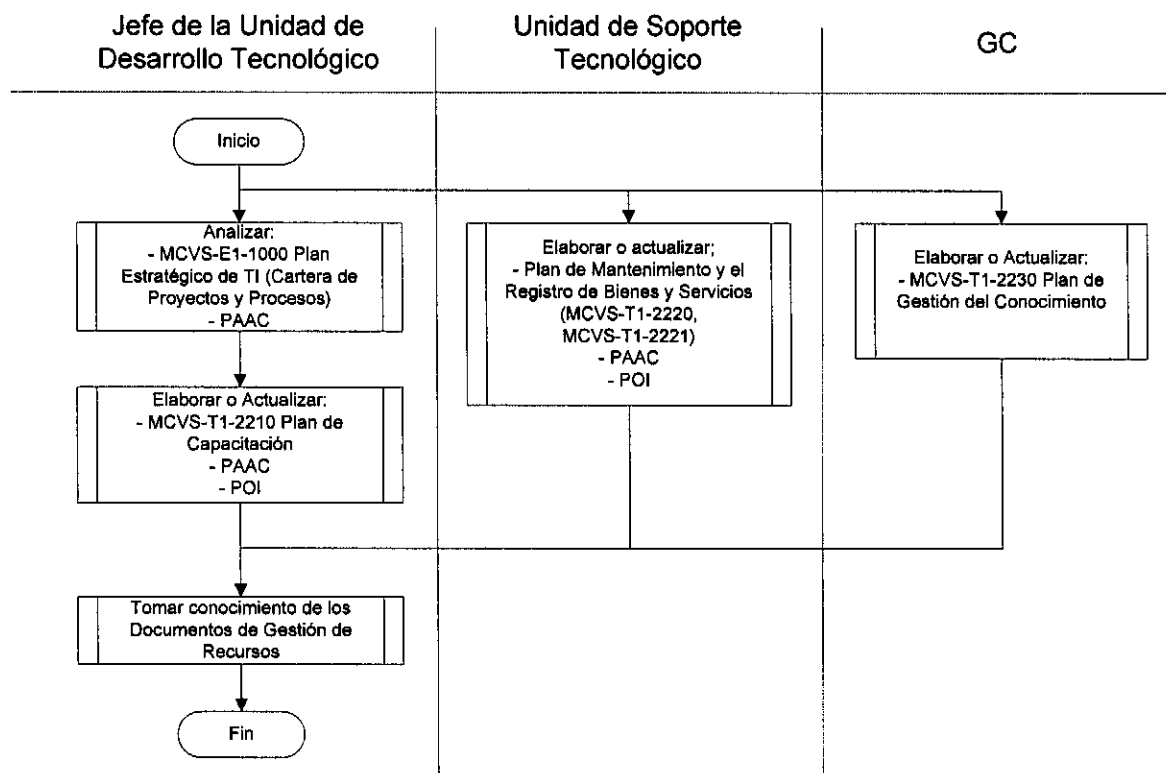 Jefe de la Unidad de
Desarrollo Tecnológico
Unidad de Soporte
Tecnológico
GC
Inicio
Analizar:
- MCVS-E1-1000 Plan
Estratégico de TI (Cartera de
Proyectos y Procesos)
- PAAC
Elaborar o actualizar;
- Plan de Mantenimiento y el
Registro de Bienes y Servicios
(MCVS-T1-2220,
MCVS-T1-2221)
- PAAC
- POI
Elaborar o Actualizar:
- MCVS-T1-2230 Plan de
Gestión del Conocimiento
Elaborar o Actualizar:
- MCVS-T1-2210 Plan de
Capacitación
- PAAC
- POI
Tomar conocimiento de los
Documentos de Gestión de
Recursos
Fin